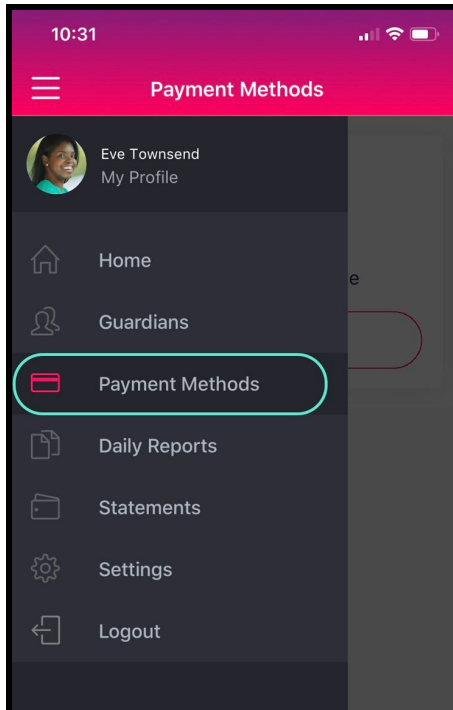 10:31
Payment Methods
Eve Townsend
My Profile
Home
e
Guardians
Payment Methods
Daily Reports
Statements
Settings
Logout